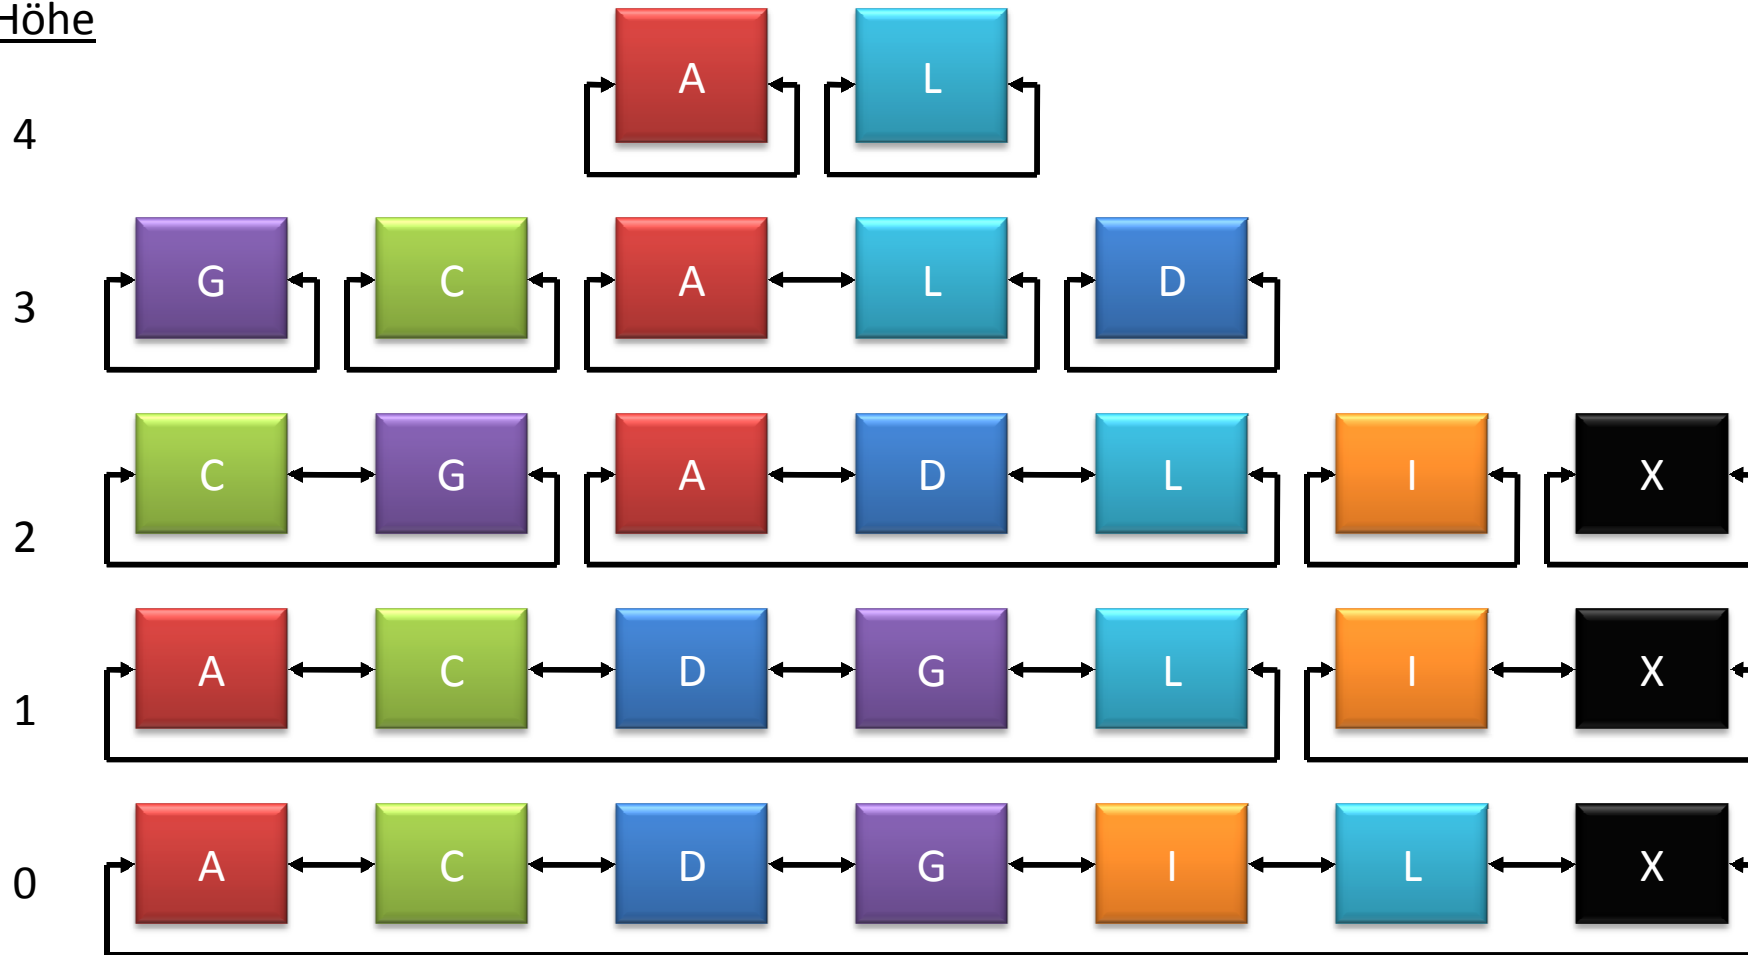 Höhe
A L
4
G C A L D
3
C G A D L I X
2
A C D G L I X
1
A C D G I L X
0